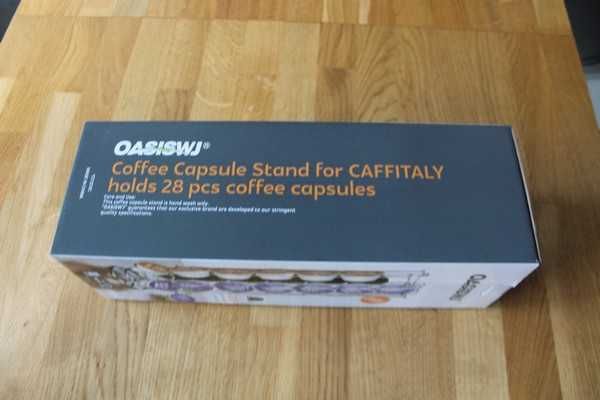 OASISWJ®
Coffee Capsule Stand for CAFFITALY
holds 28 pcs coffee capsules
Care and Use:
This coffee capsule stand is hand wash only.
"OASISWJ" guarantees that our exclusive brand are developed to our stringent
quality specifications.
OASISWJ